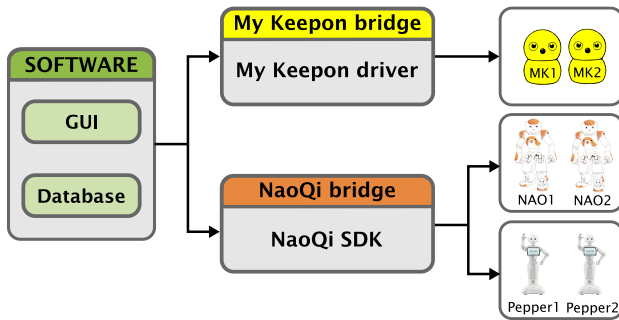 SOFTWARE
GUI
Database
My Keepon bridge
My Keepon driver
NaoQi bridge
NaoQi SDK
MK1 MK2
NAO1 NAO2
Pepper1 Pepper2